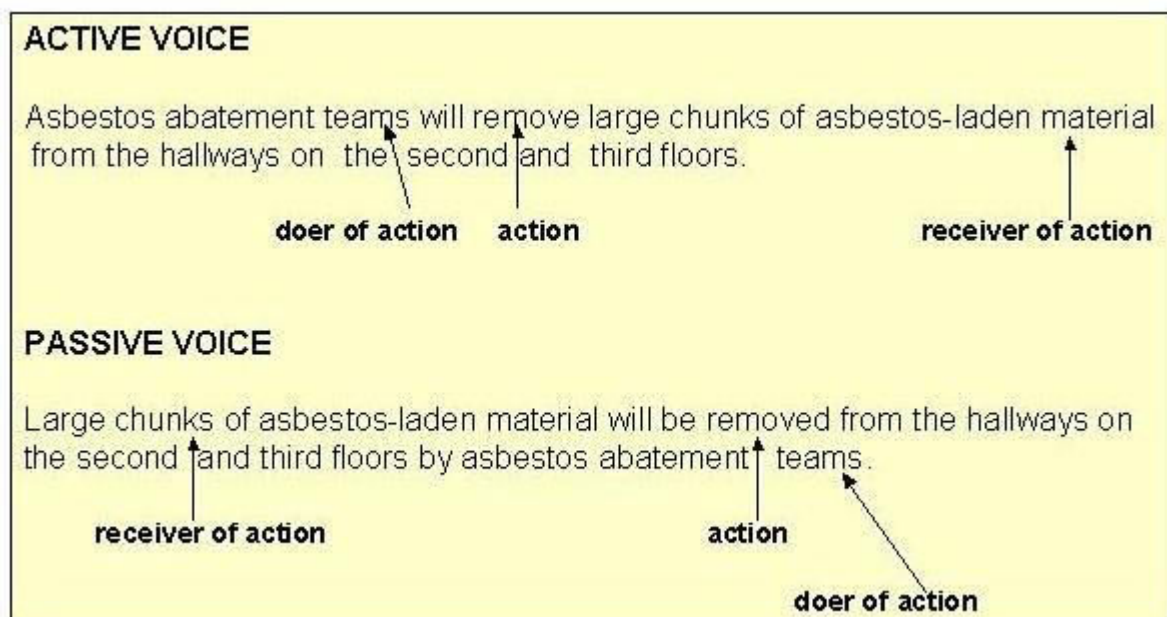 ACTIVE VOICE
Asbestos abatement teams will remove large chunks of asbestos-laden material
from the hallways on the second and third floors.
doer of action action receiver of action
PASSIVE VOICE
Large chunks of asbestos-laden material will be removed from the hallways on
the second and third floors by asbestos abatement teams.
receiver of action action
doer of action